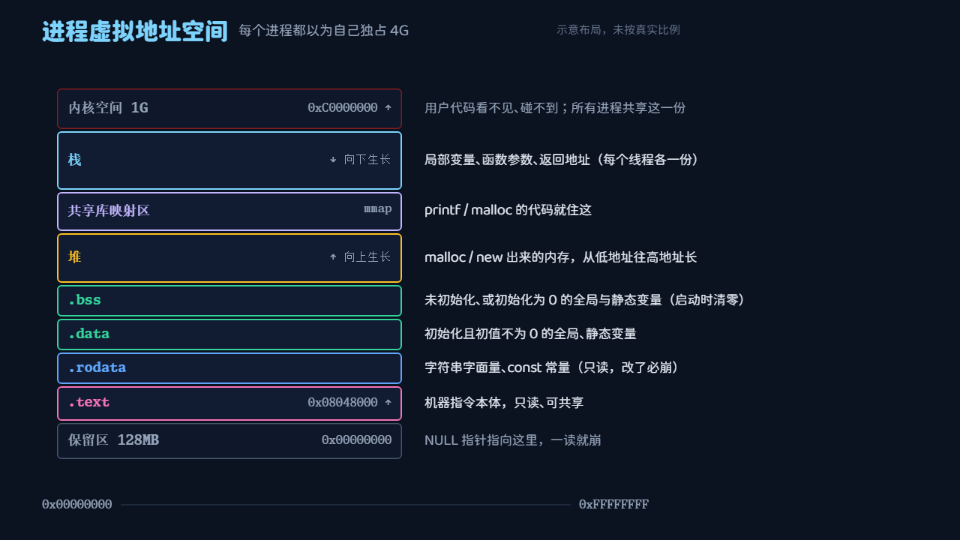 进程虚拟地址空间 每个进程都以为自己独占 4G
示意布局，未按真实比例
内核空间 1G 0xC0000000 ↑ 用户代码看不见、碰不到；所有进程共享这一份
栈 ↓ 向下生长 局部变量、函数参数、返回地址（每个线程各一份）
共享库映射区 mmap printf / malloc 的代码就住这
堆 ↑ 向上生长 malloc / new 出来的内存，从低地址往高地址长
.bss 未初始化、或初始化为 0 的全局与静态变量（启动时清零）
.data 初始化且初值不为 0 的全局、静态变量
.rodata 字符串字面量、const 常量（只读，改了必崩）
.text 0x08048000 ↑ 机器指令本体，只读、可共享
保留区 128MB 0x00000000 NULL 指针指向这里，一读就崩
0x00000000 0xFFFFFFFF